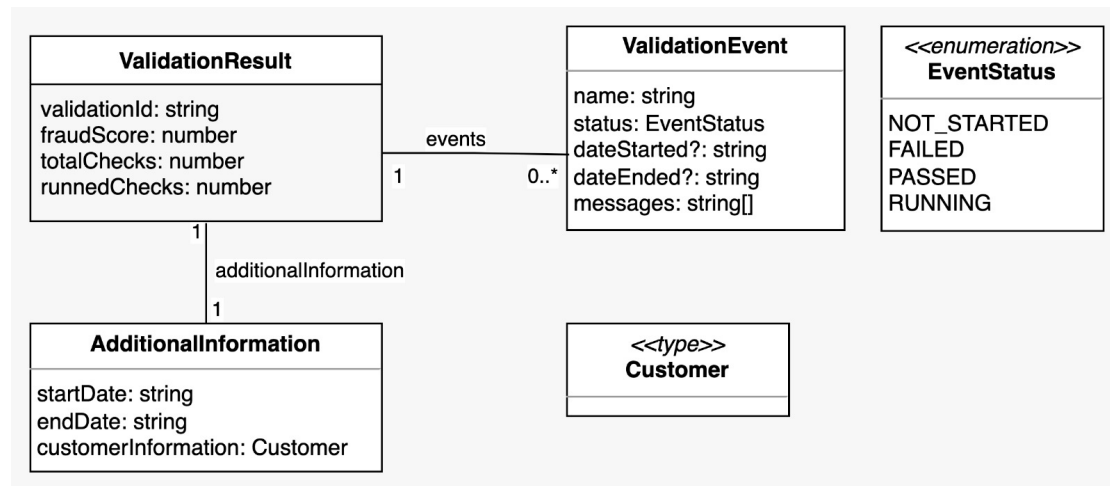 ValidationResult
validationId: string
fraudScore: number
totalChecks: number
runnedChecks: number
events
1
0..*
ValidationEvent
name: string
status: EventStatus
dateStarted?: string
dateEnded?: string
messages: string[]
<<enumeration>>
EventStatus
NOT_STARTED
FAILED
PASSED
RUNNING
1
additionalInformation
1
AdditionalInformation
startDate: string
endDate: string
customerInformation: Customer
<<type>>
Customer